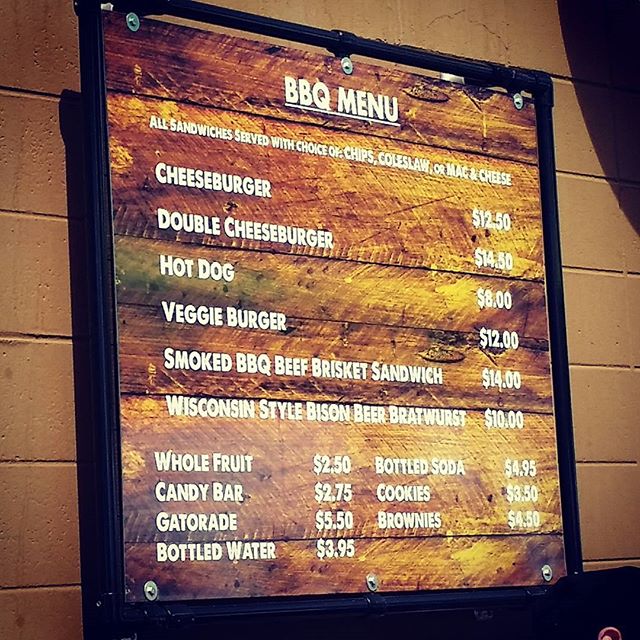 BBQ MENU
ALL SANDWICHES SERVED WITH CHOICE OF: CHIPS, COLESLAW, OR MAC & CHEESE
CHEESEBURGER $12.50
DOUBLE CHEESEBURGER $14.50
HOT DOG $8.00
VEGGIE BURGER $12.00
SMOKED BBQ BEEF BRISKET SANDWICH $14.00
WISCONSIN STYLE BISON BEER BRATWURST $10.00
WHOLE FRUIT $2.50 BOTTLED SODA $4.95
CANDY BAR $2.75 COOKIES $3.50
GATORADE $5.50 BROWNIES $4.50
BOTTLED WATER $3.95